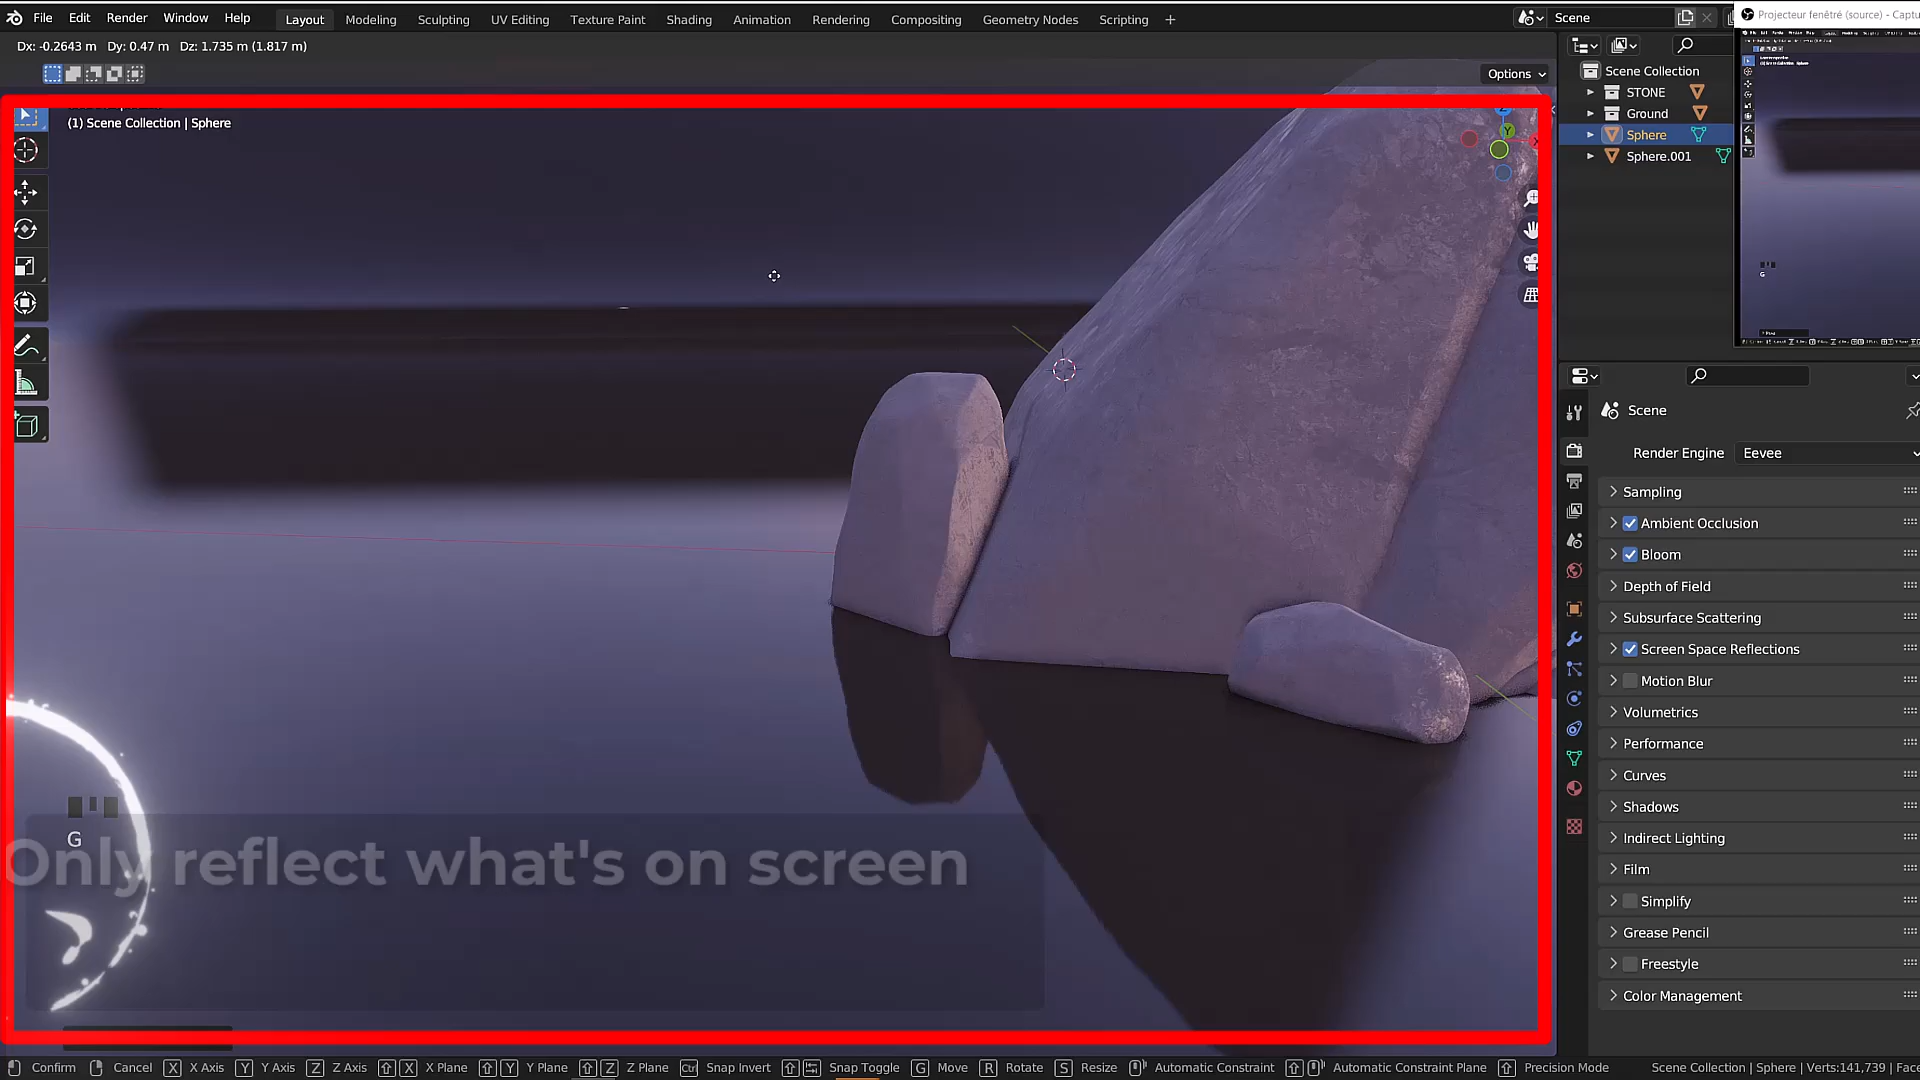 File Edit Render Window Help Layout Modeling Sculpting UV Editing Texture Paint Shading Animation Rendering Compositing Geometry Nodes Scripting + Scene
Projecteur fenêtré (source) - Captu
Dx: -0.2643 m Dy: 0.47 m Dz: 1.735 m (1.817 m)
Options
(1) Scene Collection | Sphere
Z
Y
Scene Collection
STONE
Ground
Sphere
Sphere.001
G
Scene
Render Engine Eevee
Sampling
Ambient Occlusion
Bloom
Depth of Field
Subsurface Scattering
Screen Space Reflections
Motion Blur
Volumetrics
Performance
Curves
Shadows
Indirect Lighting
Film
Simplify
Grease Pencil
Freestyle
Color Management
G
Only reflect what's on screen
Confirm Cancel X X Axis Y Y Axis Z Z Axis X X Plane Y Y Plane Z Z Plane Ctrl Snap Invert Snap Toggle G Move R Rotate S Resize Automatic Constraint Automatic Constraint Plane Precision Mode Scene Collection | Sphere | Verts:141,739 | Face